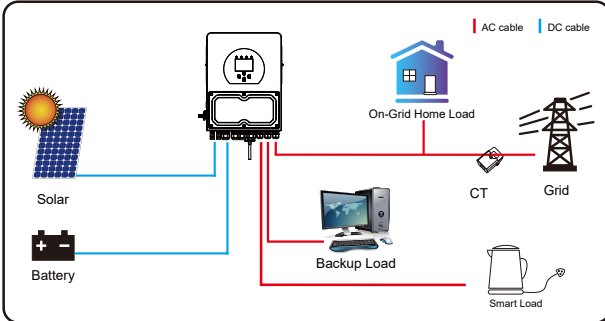 AC cable
DC cable
On-Grid Home Load
Solar
CT
Grid
Battery
Backup Load
Smart Load